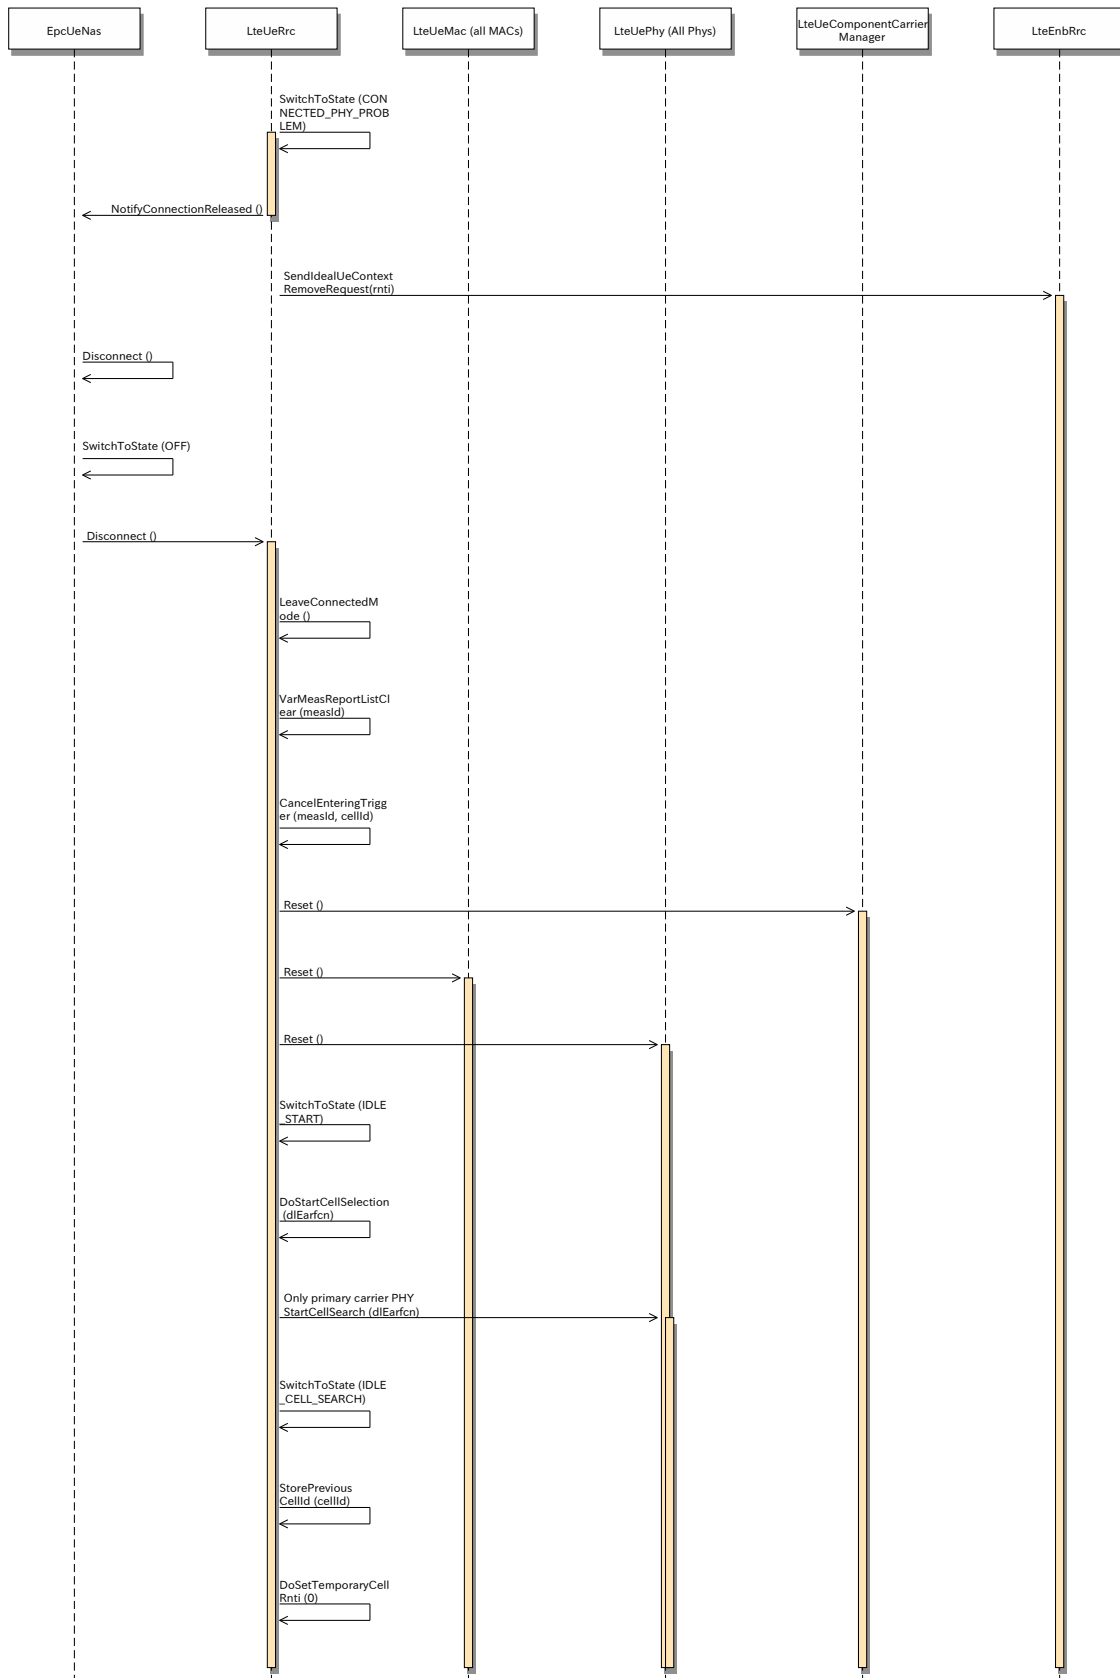 EpcUeNas
LteUeRrc
LteUeMac (all MACs)
LteUePhy (All Phys)
LteUeComponentCarrier
Manager
LteEnbRrc
SwitchToState (CON
NECTED_PHY_PROB
LEM)
NotifyConnectionReleased ()
SendIdealUeContext
RemoveRequest(rnti)
Disconnect ()
SwitchToState (OFF)
Disconnect ()
LeaveConnectedM
ode ()
VarMeasReportListCl
ear (measId)
CancelEnteringTrigg
er (measId, cellId)
Reset ()
Reset ()
Reset ()
SwitchToState (IDLE
_START)
DoStartCellSelection
(dlEarfcn)
Only primary carrier PHY
StartCellSearch (dlEarfcn)
SwitchToState (IDLE
_CELL_SEARCH)
StorePrevious
CellId (cellId)
DoSetTemporaryCell
Rnti (0)